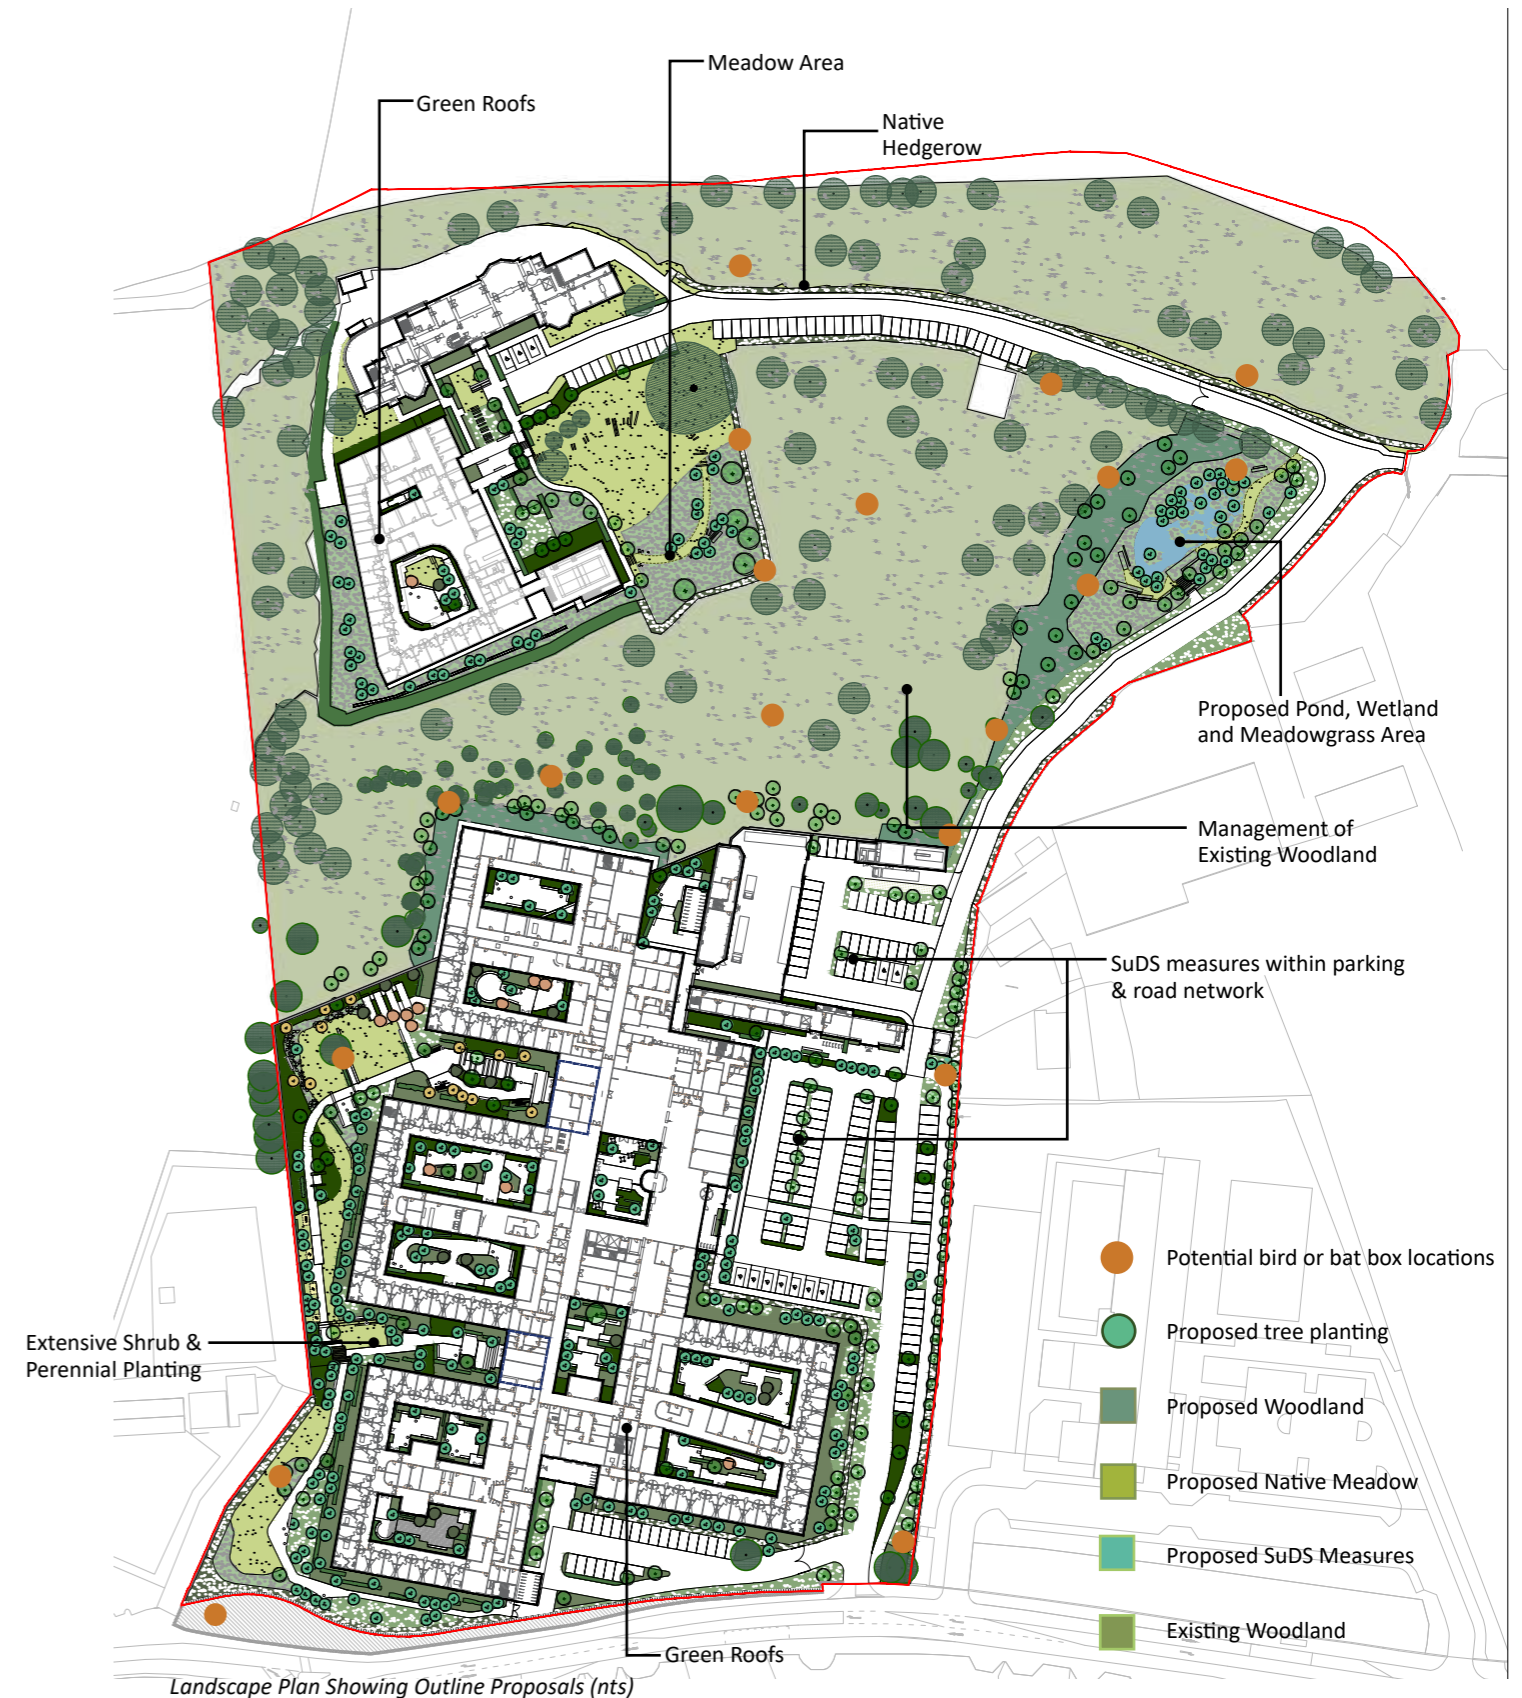 Meadow Area
Green Roofs
Native
Hedgerow
Proposed Pond, Wetland
and Meadowgrass Area
Management of
Existing Woodland
SuDS measures within parking
& road network
Potential bird or bat box locations
Proposed tree planting
Extensive Shrub &
Perennial Planting
Proposed Woodland
Proposed Native Meadow
Proposed SuDS Measures
Existing Woodland
Green Roofs
Landscape Plan Showing Outline Proposals (nts)